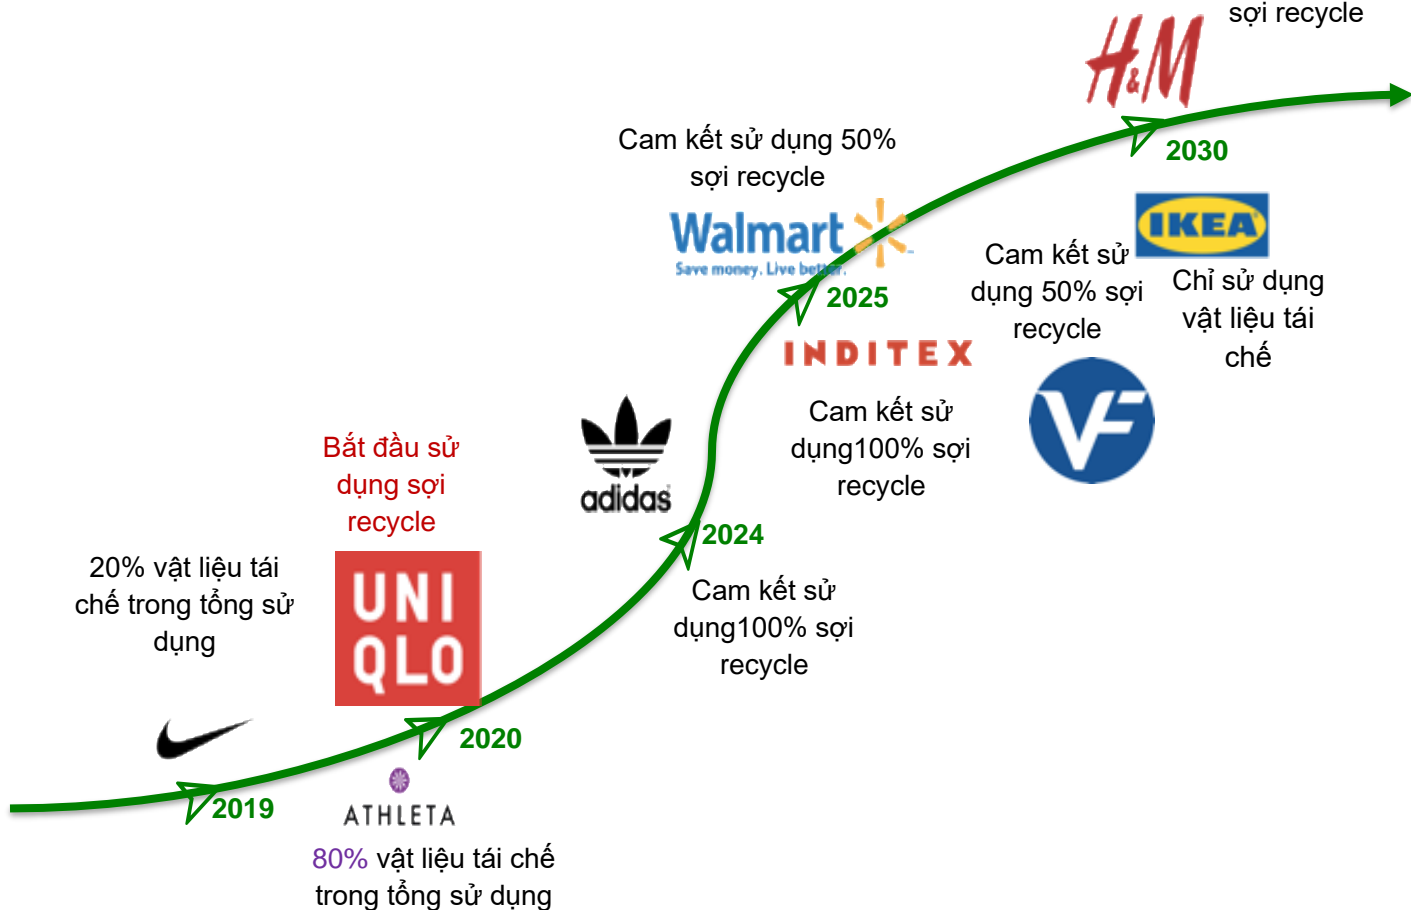 sợi recycle
H&M
2030
Cam kết sử dụng 50%
sợi recycle
Walmart
Save money. Live better.
2025
IKEA
Chỉ sử dụng
vật liệu tái
chế
Cam kết sử
dụng 50% sợi
recycle
VF
INDITEX
Cam kết sử
dụng100% sợi
recycle
adidas
2024
Cam kết sử
dụng100% sợi
recycle
Bắt đầu sử
dụng sợi
recycle
UNI
QLO
2020
20% vật liệu tái
chế trong tổng sử
dụng
2019
ATHLETA
80% vật liệu tái chế
trong tổng sử dụng